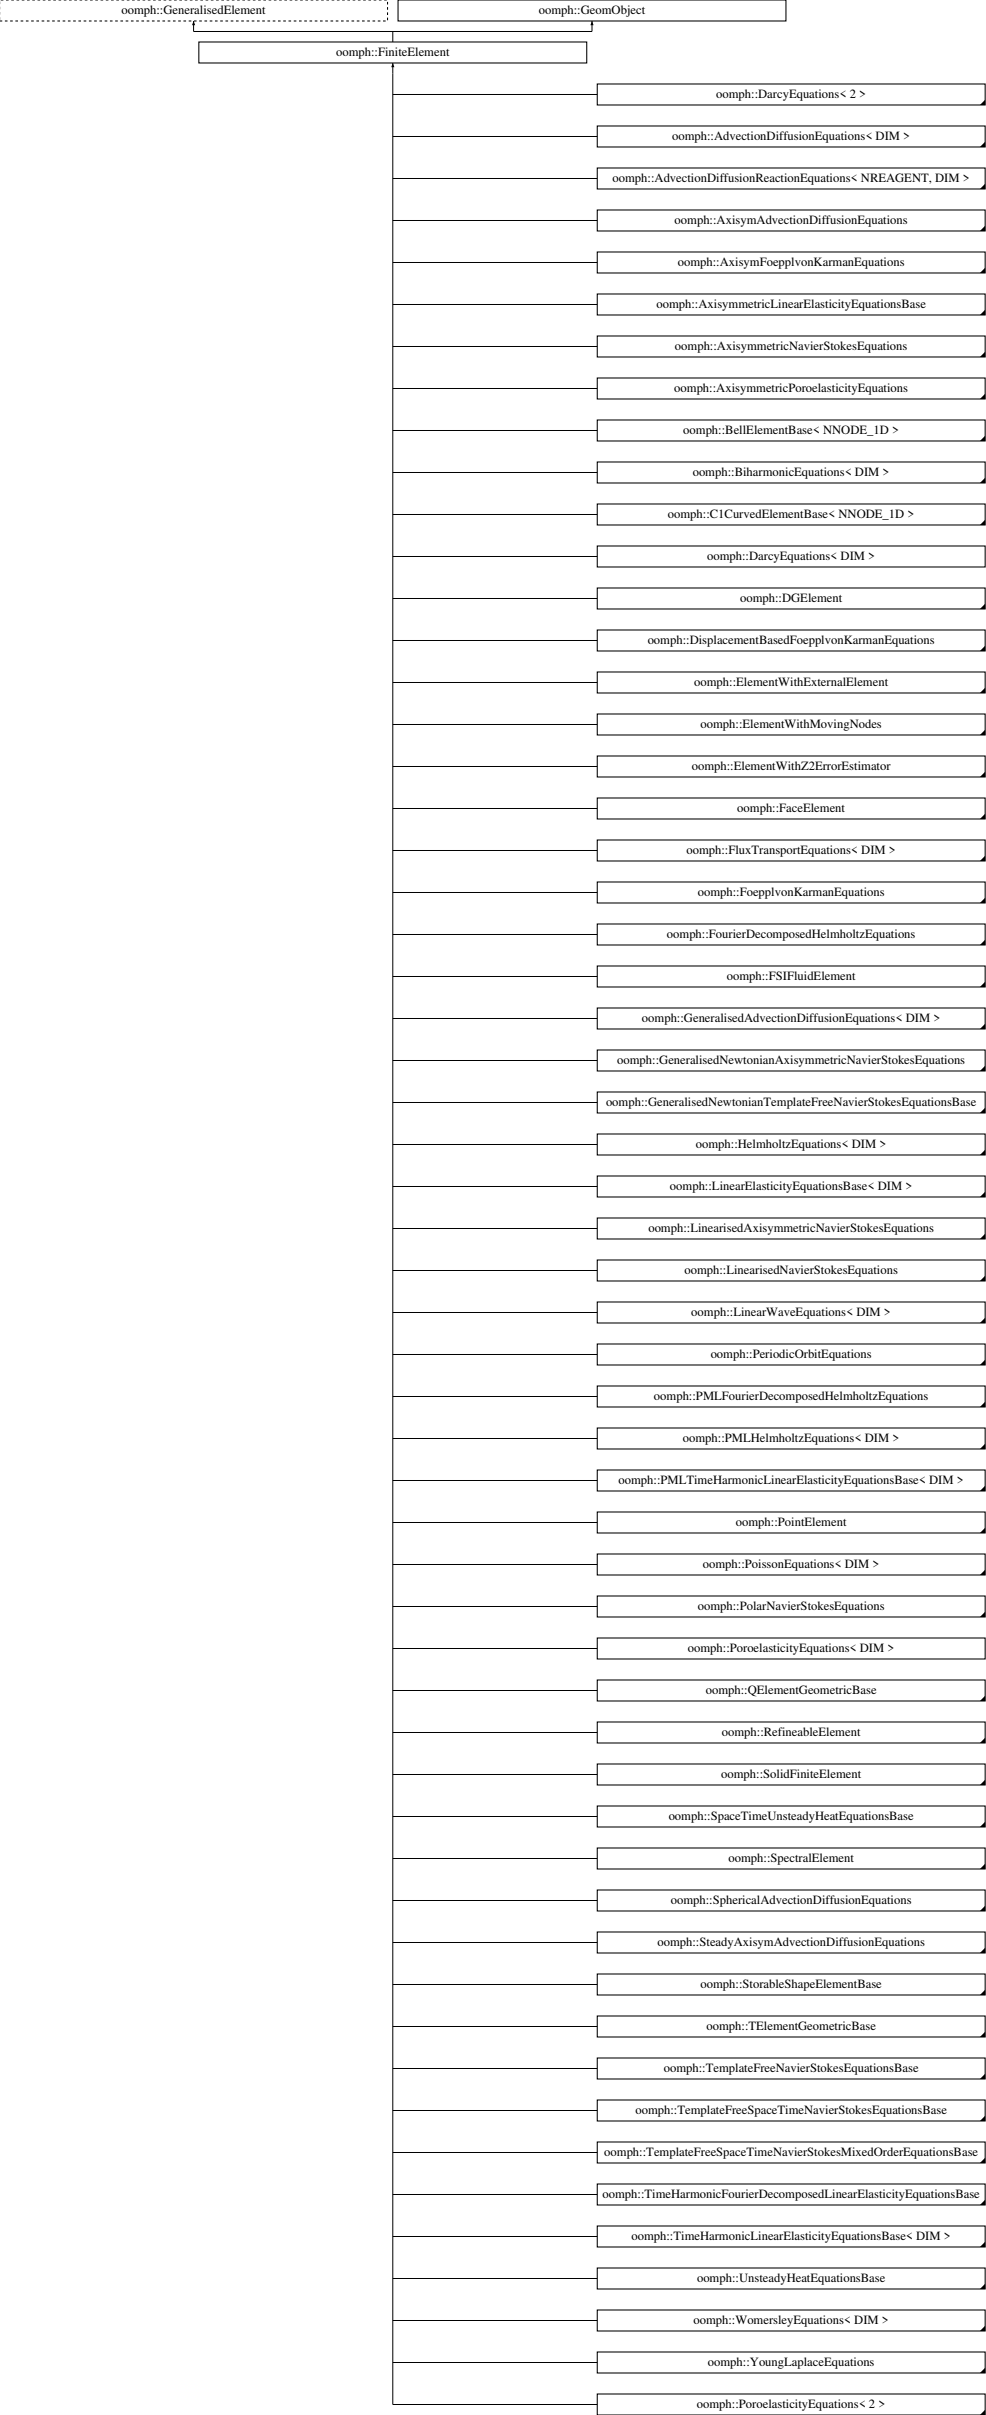 oomph::GeneralisedElement
oomph::GeomObject
oomph::FiniteElement
oomph::DarcyEquations< 2 >
oomph::AdvectionDiffusionEquations< DIM >
oomph::AdvectionDiffusionReactionEquations< NREAGENT, DIM >
oomph::AxisymAdvectionDiffusionEquations
oomph::AxisymFoepplvonKarmanEquations
oomph::AxisymmetricLinearElasticityEquationsBase
oomph::AxisymmetricNavierStokesEquations
oomph::AxisymmetricPoroelasticityEquations
oomph::BellElementBase< NNODE_1D >
oomph::BiharmonicEquations< DIM >
oomph::C1CurvedElementBase< NNODE_1D >
oomph::DarcyEquations< DIM >
oomph::DGElement
oomph::DisplacementBasedFoepplvonKarmanEquations
oomph::ElementWithExternalElement
oomph::ElementWithMovingNodes
oomph::ElementWithZ2ErrorEstimator
oomph::FaceElement
oomph::FluxTransportEquations< DIM >
oomph::FoepplvonKarmanEquations
oomph::FourierDecomposedHelmholtzEquations
oomph::FSIFluidElement
oomph::GeneralisedAdvectionDiffusionEquations< DIM >
oomph::GeneralisedNewtonianAxisymmetricNavierStokesEquations
oomph::GeneralisedNewtonianTemplateFreeNavierStokesEquationsBase
oomph::HelmholtzEquations< DIM >
oomph::LinearElasticityEquationsBase< DIM >
oomph::LinearisedAxisymmetricNavierStokesEquations
oomph::LinearisedNavierStokesEquations
oomph::LinearWaveEquations< DIM >
oomph::PeriodicOrbitEquations
oomph::PMLFourierDecomposedHelmholtzEquations
oomph::PMLHelmholtzEquations< DIM >
oomph::PMLTimeHarmonicLinearElasticityEquationsBase< DIM >
oomph::PointElement
oomph::PoissonEquations< DIM >
oomph::PolarNavierStokesEquations
oomph::PoroelasticityEquations< DIM >
oomph::QElementGeometricBase
oomph::RefineableElement
oomph::SolidFiniteElement
oomph::SpaceTimeUnsteadyHeatEquationsBase
oomph::SpectralElement
oomph::SphericalAdvectionDiffusionEquations
oomph::SteadyAxisymAdvectionDiffusionEquations
oomph::StorableShapeElementBase
oomph::TElementGeometricBase
oomph::TemplateFreeNavierStokesEquationsBase
oomph::TemplateFreeSpaceTimeNavierStokesEquationsBase
oomph::TemplateFreeSpaceTimeNavierStokesMixedOrderEquationsBase
oomph::TimeHarmonicFourierDecomposedLinearElasticityEquationsBase
oomph::TimeHarmonicLinearElasticityEquationsBase< DIM >
oomph::UnsteadyHeatEquationsBase
oomph::WomersleyEquations< DIM >
oomph::YoungLaplaceEquations
oomph::PoroelasticityEquations< 2 >